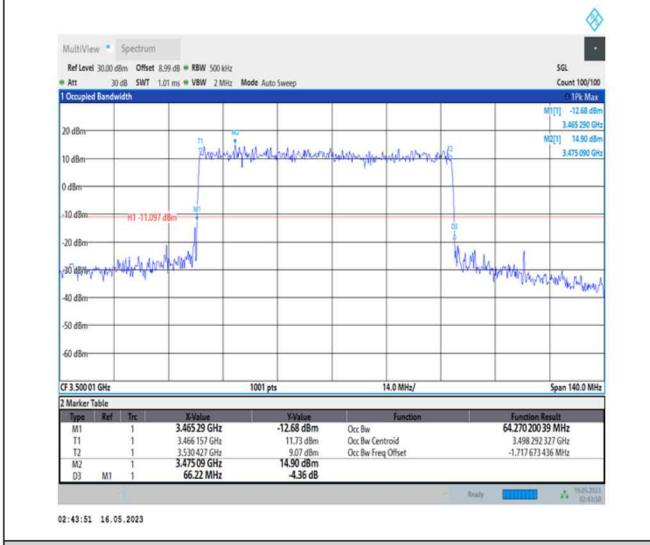 MultiView Spectrum
Ref Level 30.00 dBm Offset 8.99 dB RBW 500 kHz SGL
Att 30 dB SWT 1.01 ms VBW 2 MHz Mode Auto Sweep Count 100/100
1 Occupied Bandwidth 1Pk Max
M1[1] -12.68 dBm
3.465 290 GHz
M2[1] 14.90 dBm
3.475 090 GHz
20 dBm
M2
T1
T2
10 dBm
0 dBm
M1
-10 dBm
H1 -11.097 dBm
D3
-20 dBm
-30 dBm
-40 dBm
-50 dBm
-60 dBm
CF 3.500 01 GHz 1001 pts 14.0 MHz/ Span 140.0 MHz
2 Marker Table
Type Ref Trc X-Value Y-Value Function Function Result
M1 1 3.465 29 GHz -12.68 dBm Occ Bw 64.270 200 39 MHz
T1 1 3.466 157 GHz 11.73 dBm Occ Bw Centroid 3.498 292 327 GHz
T2 1 3.530 427 GHz 9.07 dBm Occ Bw Freq Offset -1.717 673 436 MHz
M2 1 3.475 09 GHz 14.90 dBm
D3 M1 1 66.22 MHz -4.36 dB
Ready 16.05.2023
02:43:50
02:43:51 16.05.2023